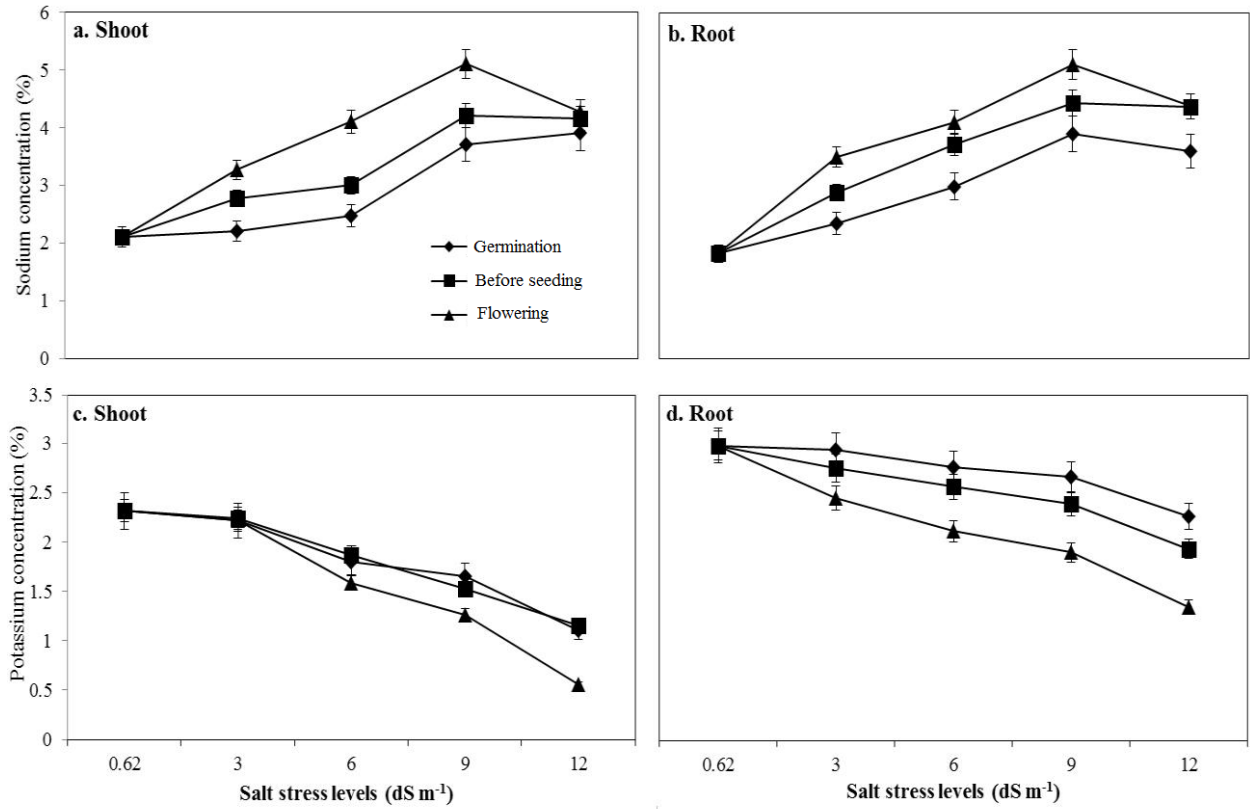 a. Shoot
b. Root
Sodium concentration (%)
6
5
4
3
2
1
0
Germination
Before seeding
Flowering
c. Shoot
d. Root
Potassium concentration (%)
3.5
3
2.5
2
1.5
1
0.5
0
0.62 3 6 9 12
0.62 3 6 9 12
Salt stress levels (dS m⁻¹)
Salt stress levels (dS m⁻¹)